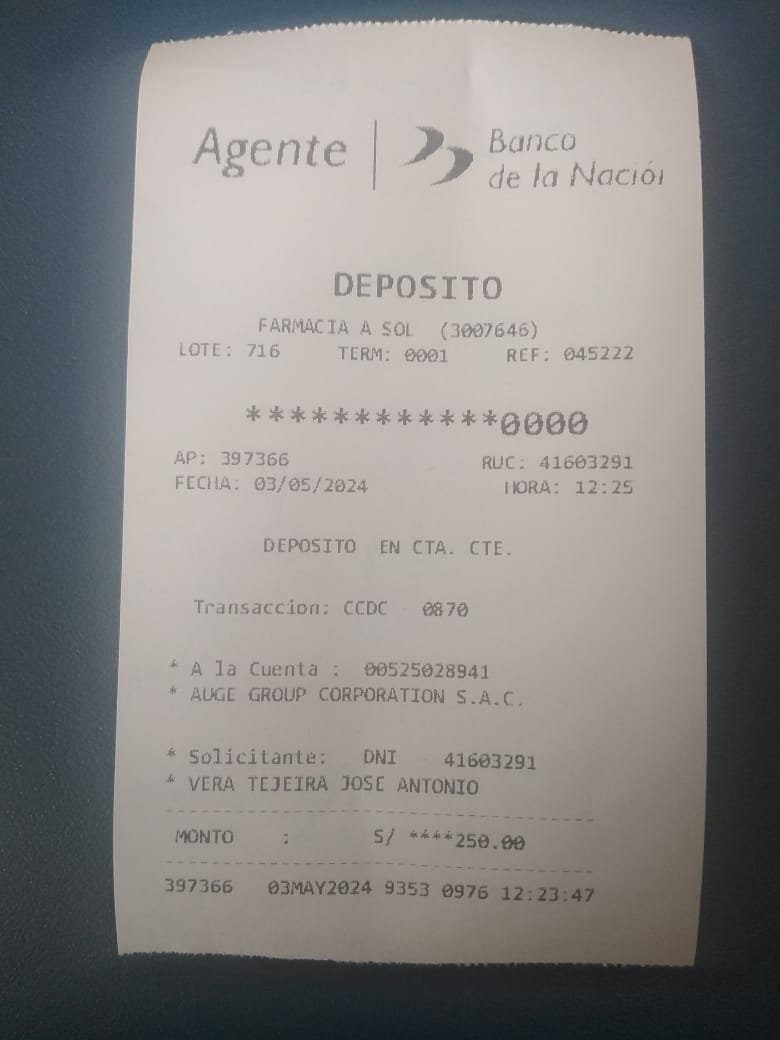 Agente | Banco
de la Nación
DEPOSITO
FARMACIA A SOL (3007646)
LOTE: 716 TERM: 0001 REF: 045222
************0000
AP: 397366 RUC: 41603291
FECHA: 03/05/2024 HORA: 12:25
DEPOSITO EN CTA. CTE.
Transaccion: CCDC - 0870
* A la Cuenta : 00525028941
* AUGE GROUP CORPORATION S.A.C.
* Solicitante: DNI - 41603291
* VERA TEJEIRA JOSE ANTONIO
MONTO : S/ ****250.00
397366 03MAY2024 9353 0976 12:23:47